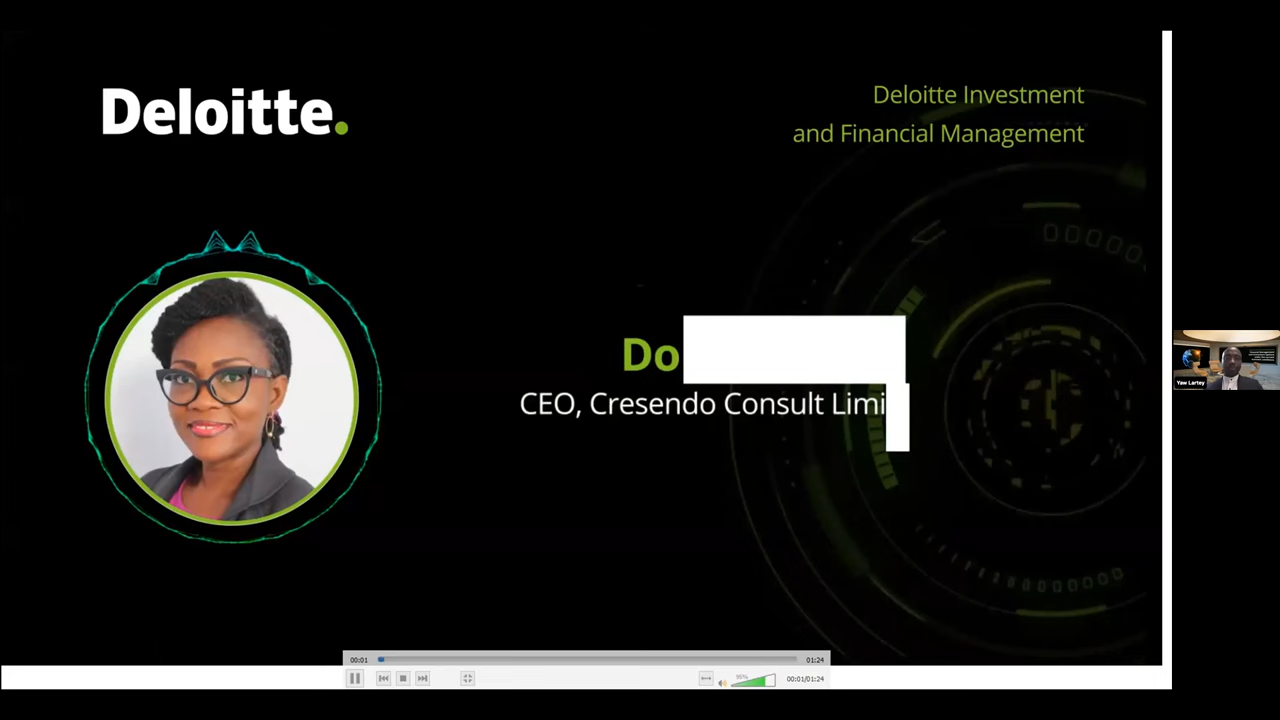 Deloitte.
Deloitte Investment
and Financial Management
Do
CEO, Cresendo Consult Limi
Yaw Lartey
00:01
01:24
95%
00:01/01:24